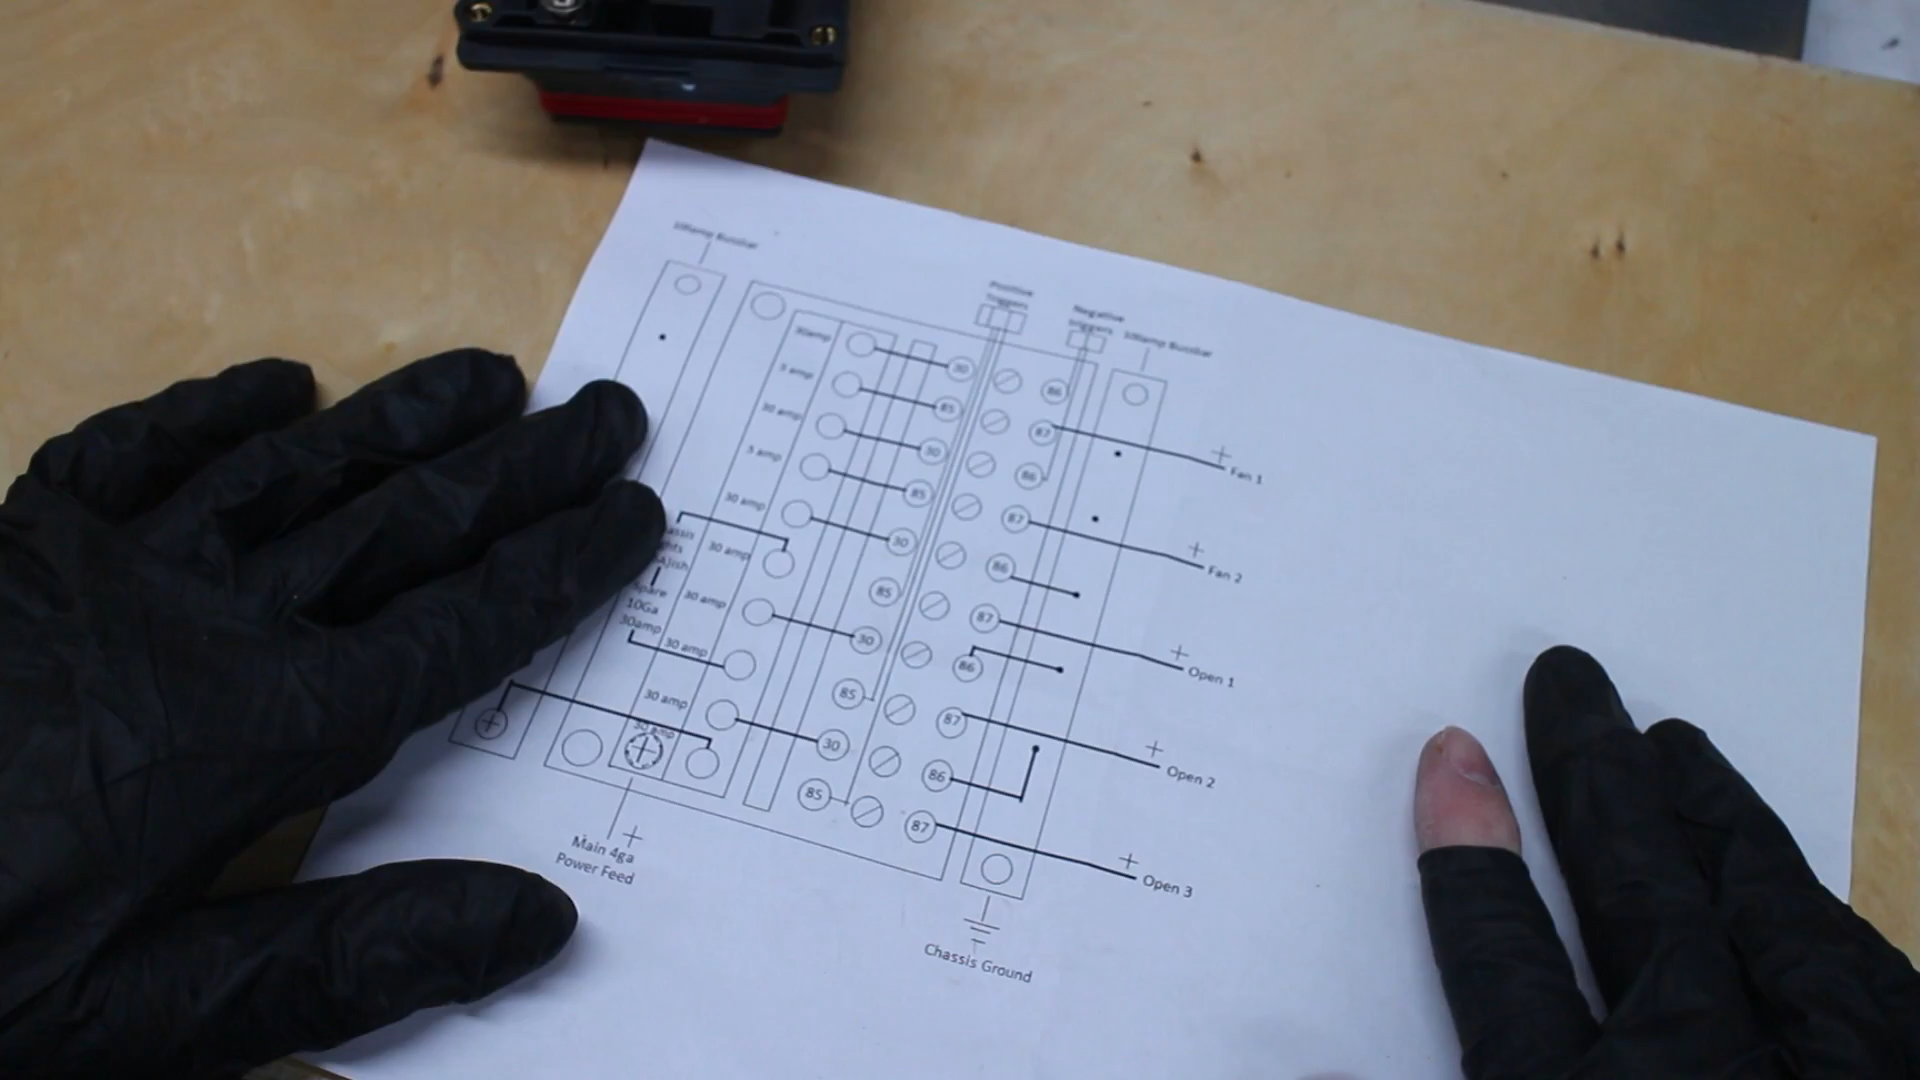 Positive
Triggers
Negative
triggers
30amp
5 amp
30 amp
5 amp
30 amp
30 amp
30 amp
30 amp
30 amp
30 amp
30
85
30
85
30
85
30
85
30
85
86
87
86
87
86
87
86
87
86
87
+
Fan 1
+
Fan 2
+
Open 1
+
Open 2
+
Open 3
Spare
10Ga
30amp
+
+
+
Main 4ga
Power Feed
Chassis Ground